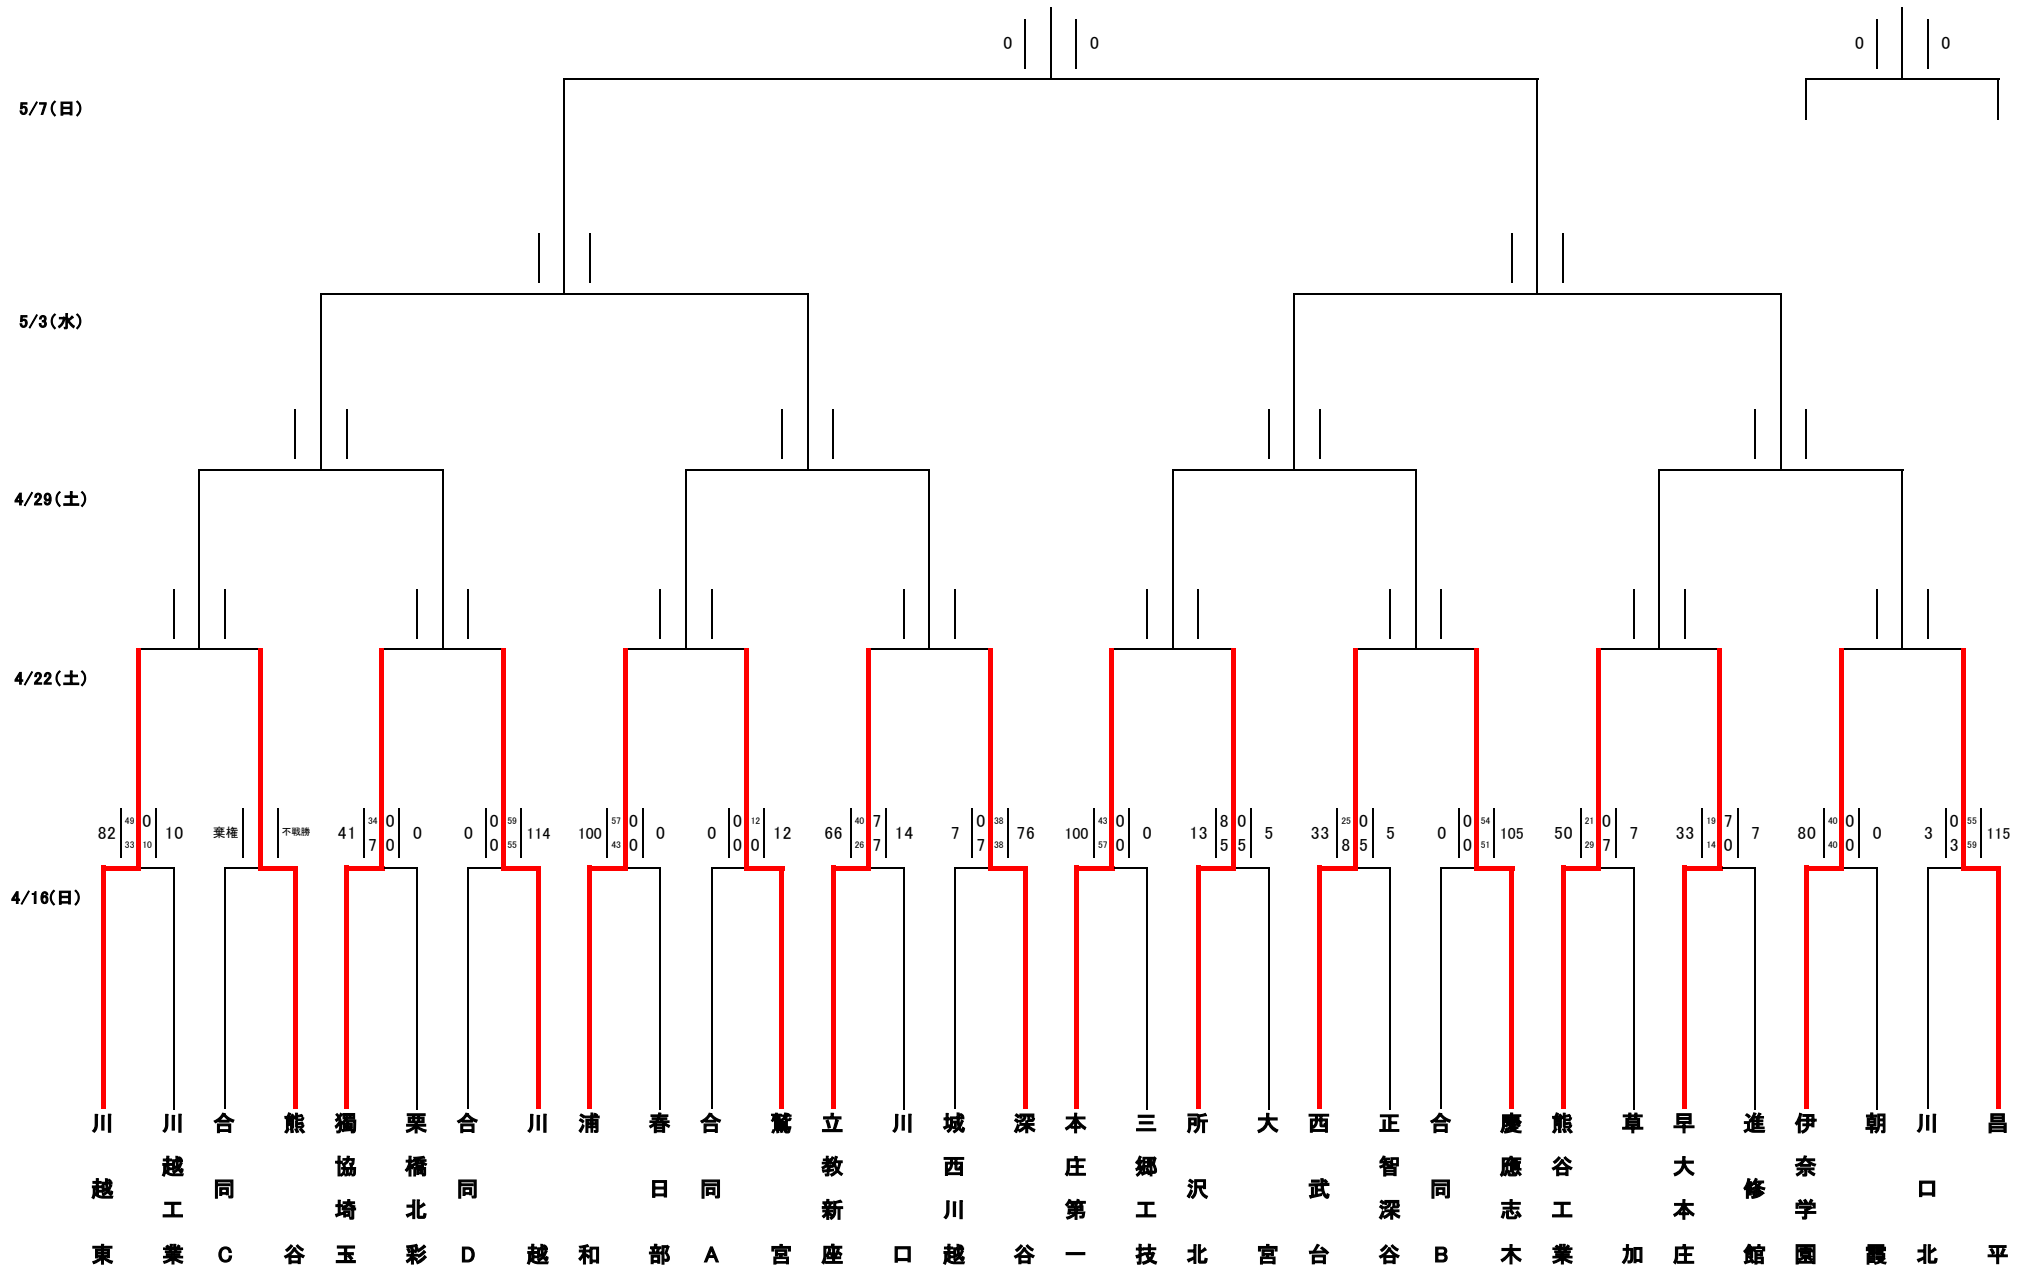 0 0 0 0
5/7(日)
5/3(水)
4/29(土)
4/22(土)
82 49 0 10
33 10
棄権 不戦勝
41 34 0 0
7 0
0 0 59 114
0 55
100 57 0 0
43 0
0 0 12 12
0 0
66 40 7 14
26 7
7 0 38 76
7 38
100 43 0 0
57 0
13 8 0 5
5 5
33 25 0 5
8 5
0 0 54 105
0 51
50 21 0 7
29 7
33 19 7 7
14 0
80 40 0 0
40 0
3 0 55 115
3 59
4/16(日)
川越東
川越工業
合同C
熊谷
獨協埼玉
栗橋北彩
合同D
川越
浦和
春日部
合同A
鷲宮
立教新座
川口
城西川越
深谷
本庄第一
三郷工技
所沢北
大宮
西武台
正智深谷
合同B
慶應志木
熊谷工業
草加
早大本庄
進修館
伊奈学園
朝霞
川口北
昌平